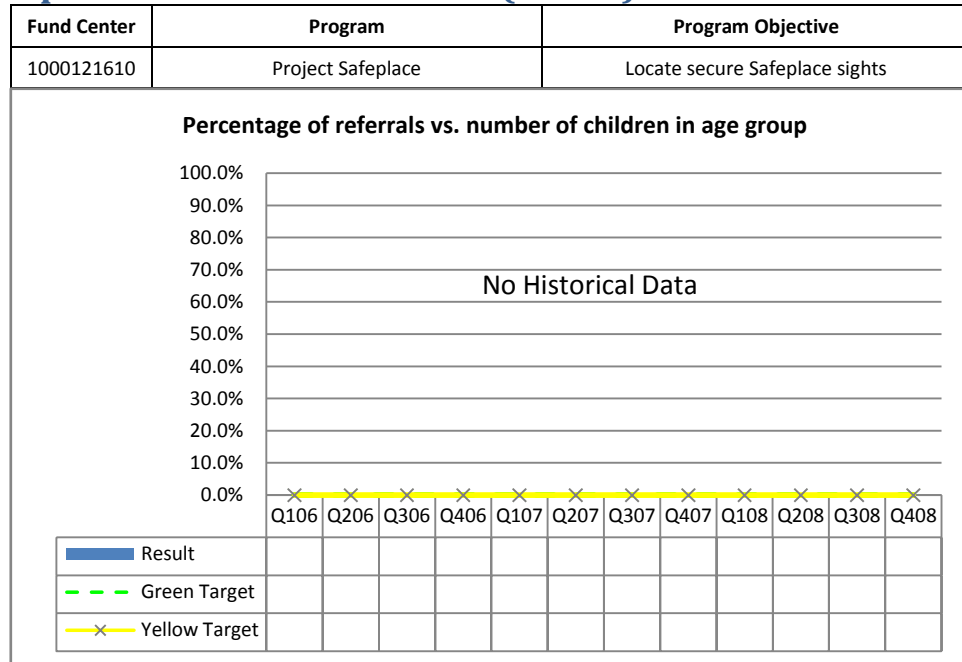 Fund Center Program Program Objective
1000121610 Project Safeplace Locate secure Safeplace sights
Percentage of referrals vs. number of children in age group
100.0%
90.0%
80.0%
70.0%
No Historical Data
60.0%
50.0%
40.0%
30.0%
20.0%
10.0%
0.0%
Q106 Q206 Q306 Q406 Q107 Q207 Q307 Q407 Q108 Q208 Q308 Q408
Result
Green Target
Yellow Target